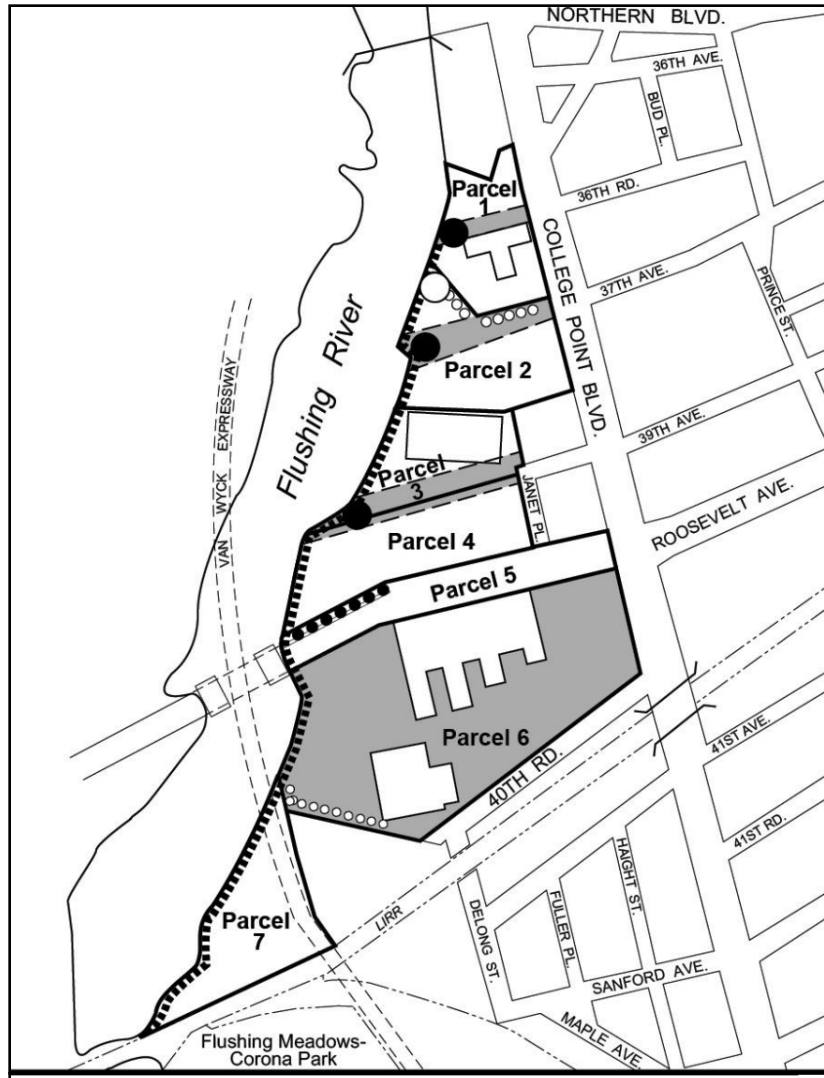 NORTHERN BLVD.
36TH AVE.
BUD PL.
Parcel
1
36TH RD.
COLLEGE POINT BLVD.
37TH AVE.
PRINCE ST.
Flushing River
VAN WYCK EXPRESSWAY
Parcel 2
39TH AVE.
Parcel
3
JANET PL.
ROOSEVELT AVE.
Parcel 4
Parcel 5
Parcel 6
40TH RD.
41ST AVE.
41ST RD.
HAIGHT ST.
FULLER PL.
DELONG ST.
LIRR
Parcel
7
SANFORD AVE.
MAPLE AVE.
Flushing Meadows-
Corona Park